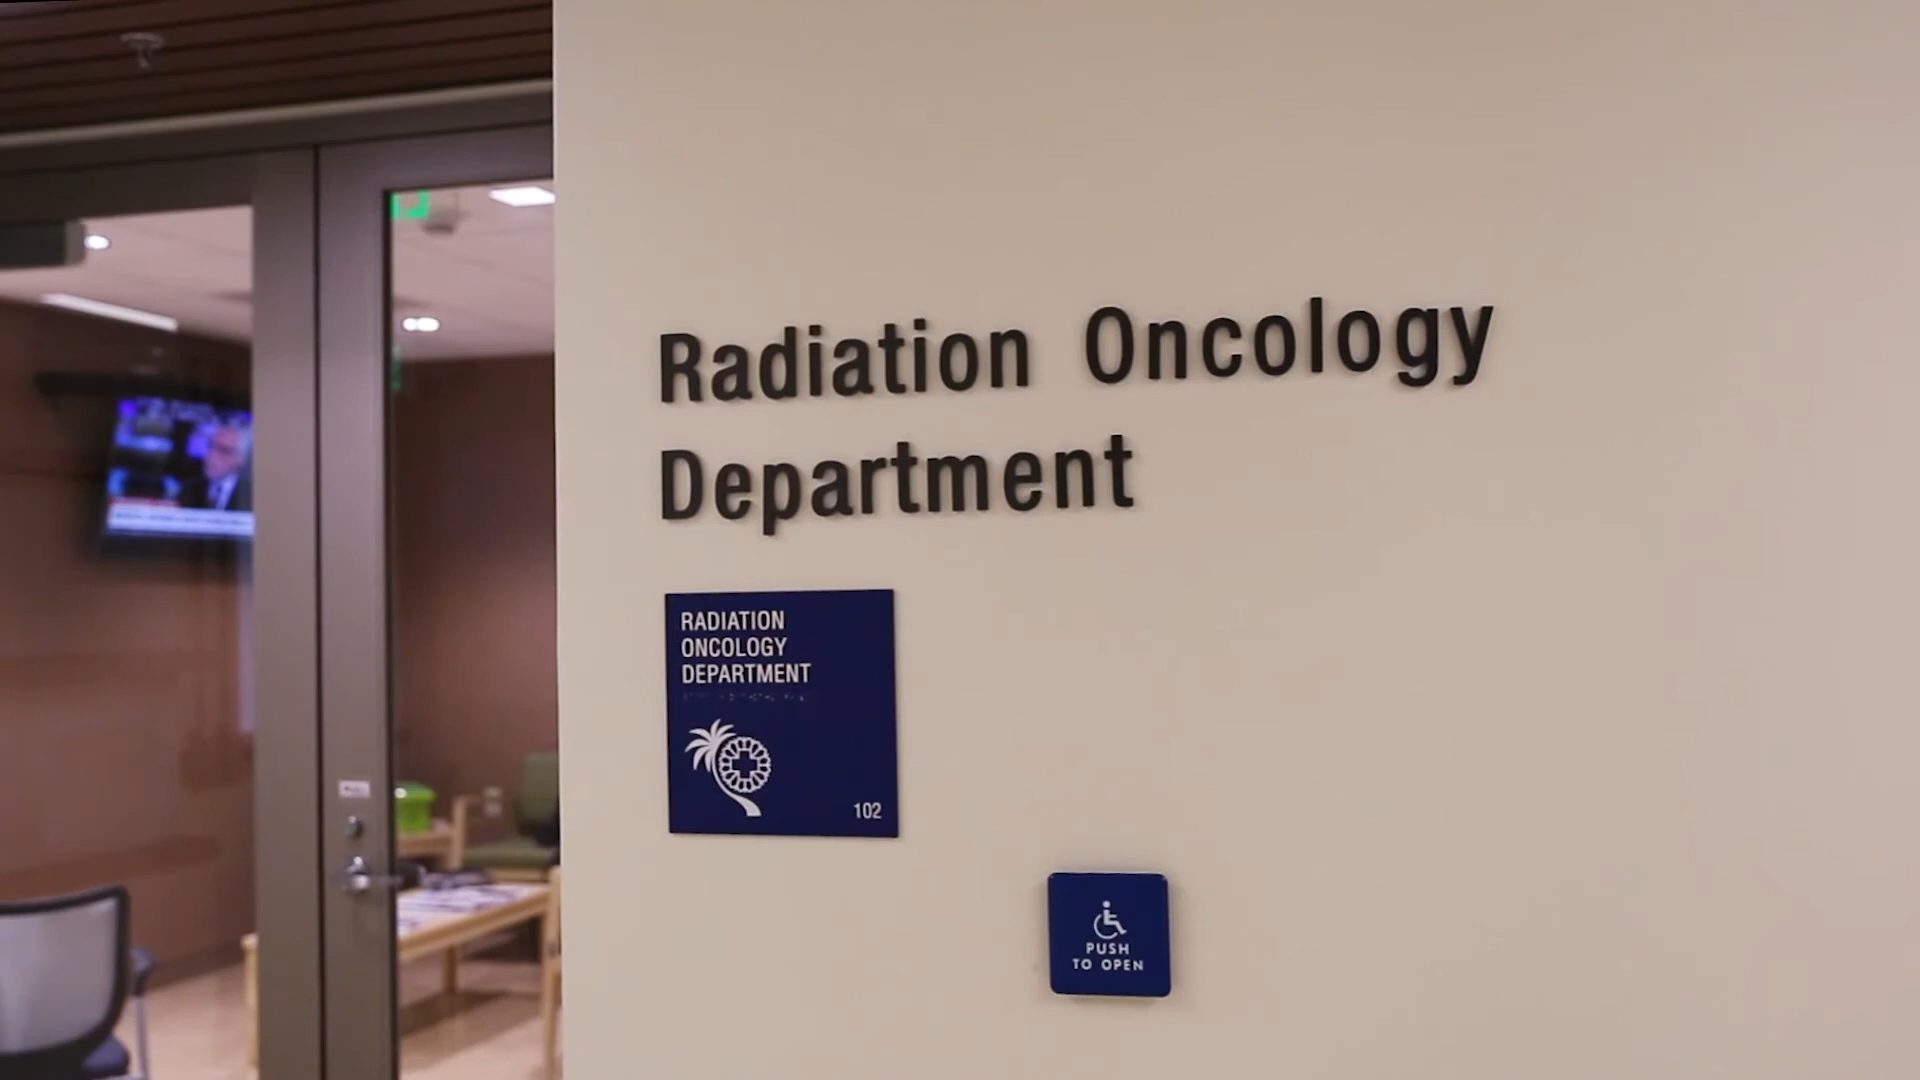 Radiation Oncology
Department
RADIATION
ONCOLOGY
DEPARTMENT
102
PUSH
TO OPEN